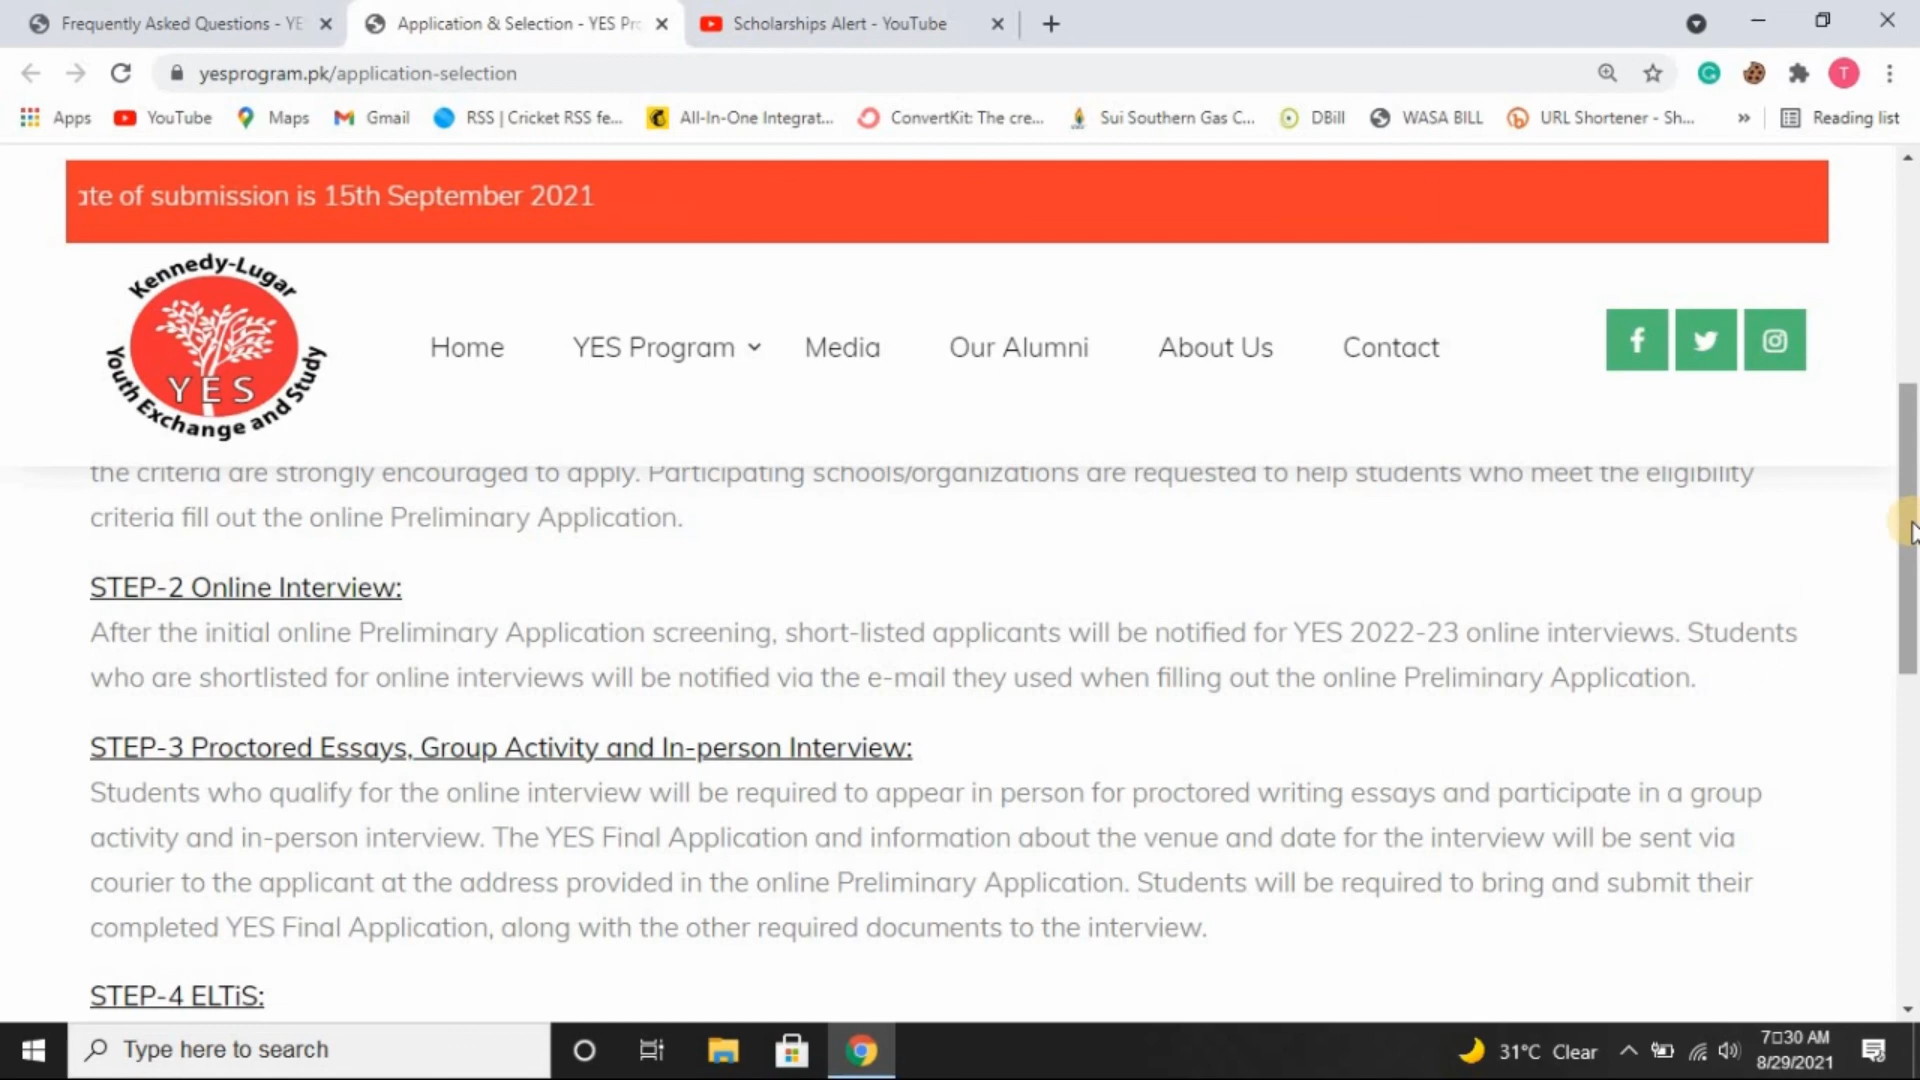 Frequently Asked Questions - YE
Application & Selection - YES Pr
Scholarships Alert - YouTube
yesprogram.pk/application-selection
T
Apps
YouTube
Maps
Gmail
RSS | Cricket RSS fe...
All-In-One Integrat...
ConvertKit: The cre...
Sui Southern Gas C...
DBill
WASA BILL
URL Shortener - Sh...
»
Reading list
ate of submission is 15th September 2021
Kennedy-Lugar
YES
Youth Exchange and Study
Home
YES Program
Media
Our Alumni
About Us
Contact
the criteria are strongly encouraged to apply. Participating schools/organizations are requested to help students who meet the eligibility
criteria fill out the online Preliminary Application.
STEP-2 Online Interview:
After the initial online Preliminary Application screening, short-listed applicants will be notified for YES 2022-23 online interviews. Students
who are shortlisted for online interviews will be notified via the e-mail they used when filling out the online Preliminary Application.
STEP-3 Proctored Essays, Group Activity and In-person Interview:
Students who qualify for the online interview will be required to appear in person for proctored writing essays and participate in a group
activity and in-person interview. The YES Final Application and information about the venue and date for the interview will be sent via
courier to the applicant at the address provided in the online Preliminary Application. Students will be required to bring and submit their
completed YES Final Application, along with the other required documents to the interview.
STEP-4 ELTiS:
Type here to search
31°C Clear
7□30 AM
8/29/2021